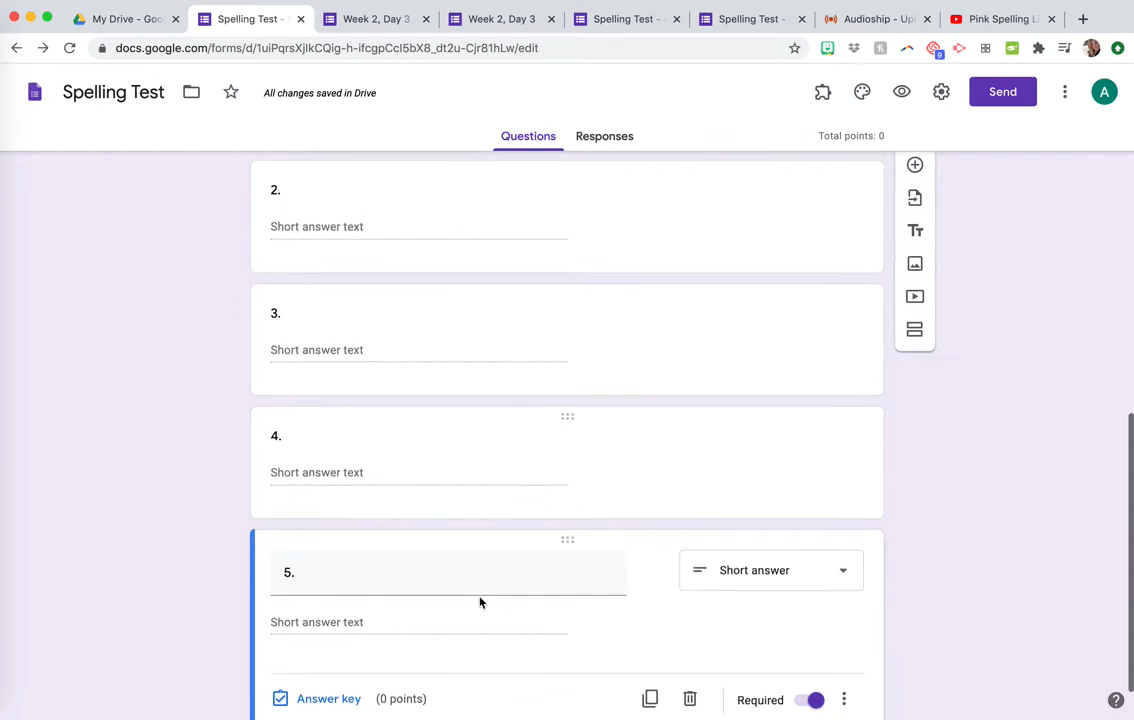 My Drive - Goo
Spelling Test -
Week 2, Day 3
Week 2, Day 3
Spelling Test - A
Spelling Test - A
Audioship - Upl
Pink Spelling Li
docs.google.com/forms/d/1uiPqrsXjlkCQig-h-ifcgpCcI5bX8_dt2u-Cjr81hLw/edit
9
Spelling Test
All changes saved in Drive
Send
A
Questions
Responses
Total points: 0
2.
Short answer text
3.
Short answer text
4.
Short answer text
5.
Short answer
Short answer text
Answer key
(0 points)
Required